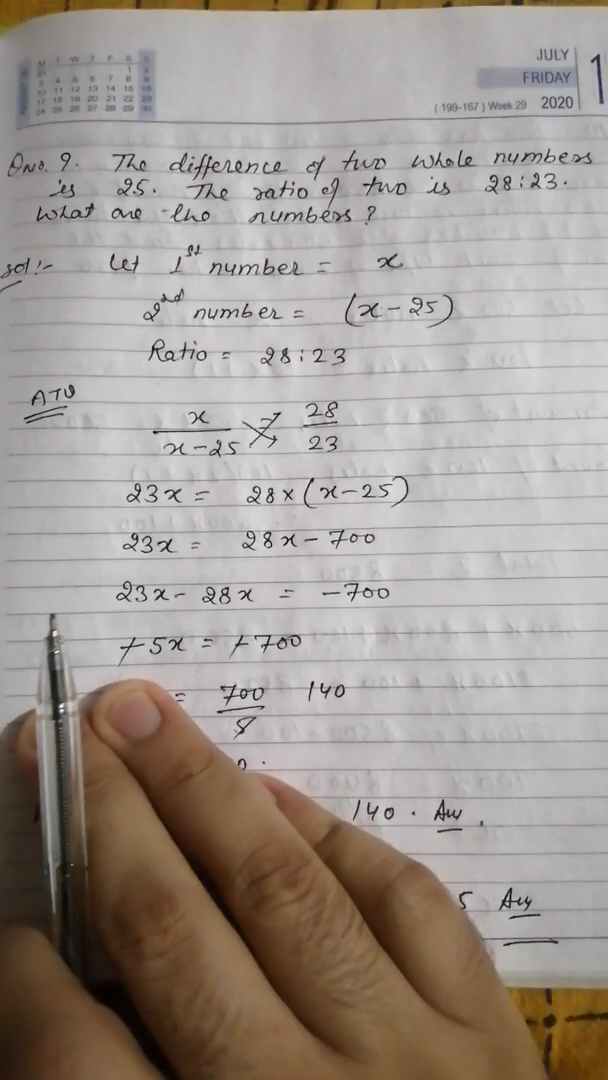 JULY
FRIDAY
(199-167) Week 29 2020
1
Qno. 9. The difference of two whole numbers
is 25. The ratio of two is 28:23.
What are the numbers?
Sol:- Let 1st number = x
2nd number = (x-25)
Ratio = 28:23
ATQ
x/x-25 = 28/23
23x = 28×(x-25)
23x = 28x-700
23x- 28x = -700
+5x = +700
= 700/5 140
140. Ans.
5 Ans